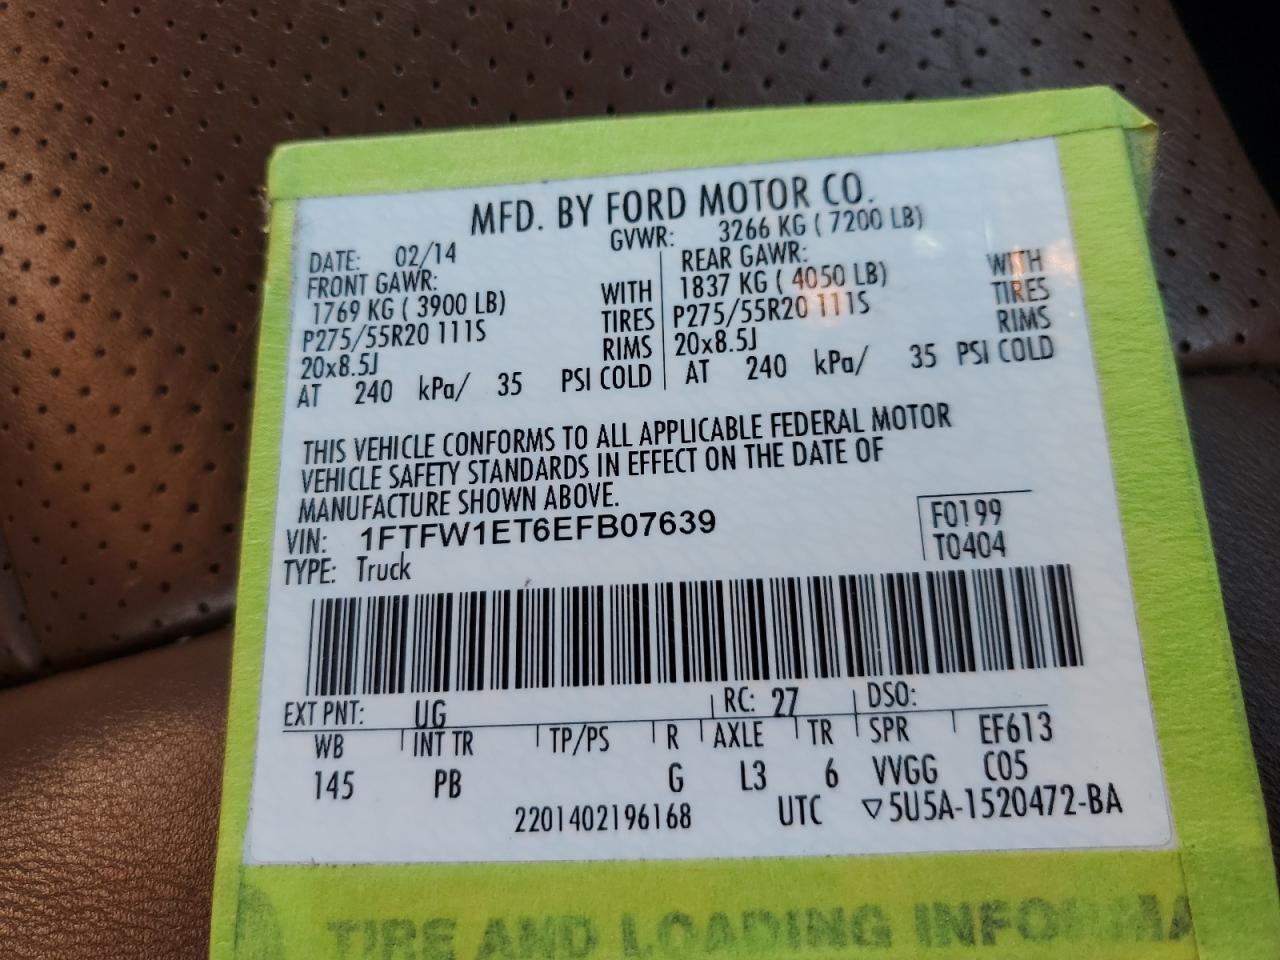 MFD. BY FORD MOTOR CO.
DATE: 02/14 GVWR: 3266 KG ( 7200 LB)
FRONT GAWR: REAR GAWR:
1769 KG ( 3900 LB) WITH 1837 KG ( 4050 LB) WITH
P275/55R20 111S TIRES P275/55R20 111S TIRES
20x8.5J RIMS 20x8.5J RIMS
AT 240 kPa/ 35 PSI COLD AT 240 kPa/ 35 PSI COLD
THIS VEHICLE CONFORMS TO ALL APPLICABLE FEDERAL MOTOR
VEHICLE SAFETY STANDARDS IN EFFECT ON THE DATE OF
MANUFACTURE SHOWN ABOVE.
VIN: 1FTFW1ET6EFB07639 F0199
TYPE: Truck T0404
EXT PNT: UG RC: 27 DSO:
WB INT TR TP/PS R AXLE TR SPR EF613
145 PB G L3 6 VVGG C05
2201402196168 UTC ▽5U5A-1520472-BA
TIRE AND LOADING